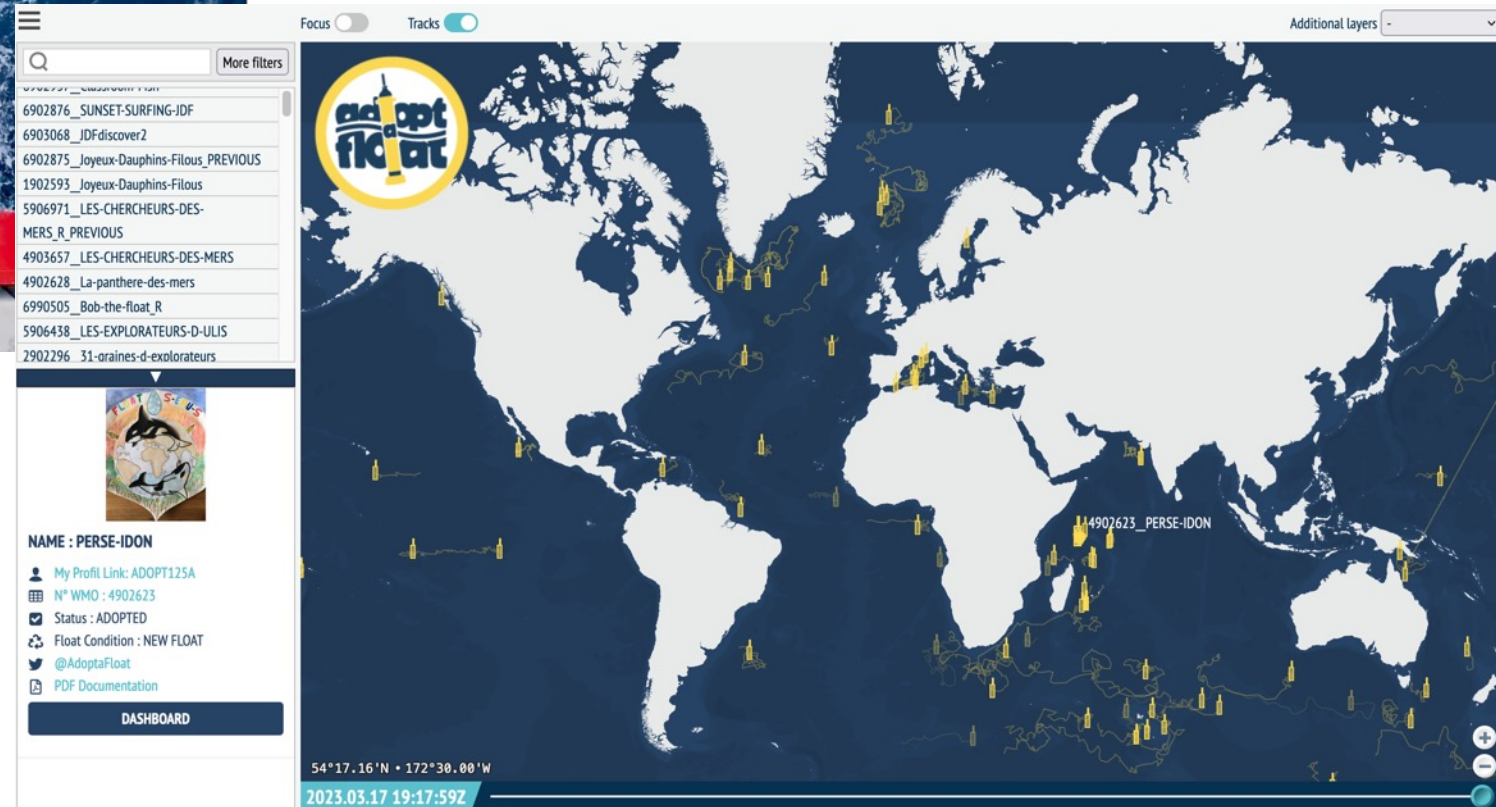 Focus
Tracks
Additional layers -
More filters
6902876_SUNSET-SURFING-JDF
6903068_JDFdiscover2
6902875_Joyeux-Dauphins-Filous_PREVIOUS
1902593_Joyeux-Dauphins-Filous
5906971_LES-CHERCHEURS-DES-
MERS_R_PREVIOUS
4903657_LES-CHERCHEURS-DES-MERS
4902628_La-panthere-des-mers
6990505_Bob-the-float_R
5906438_LES-EXPLORATEURS-D-ULIS
2902296_31-graines-d-explorateurs
adopt
a
float
4902623_PERSE-IDON
NAME : PERSE-IDON
My Profil Link: ADOPT125A
N° WMO : 4902623
Status : ADOPTED
Float Condition : NEW FLOAT
@AdoptaFloat
PDF Documentation
DASHBOARD
54°17.16'N • 172°30.00'W
2023.03.17 19:17:59Z